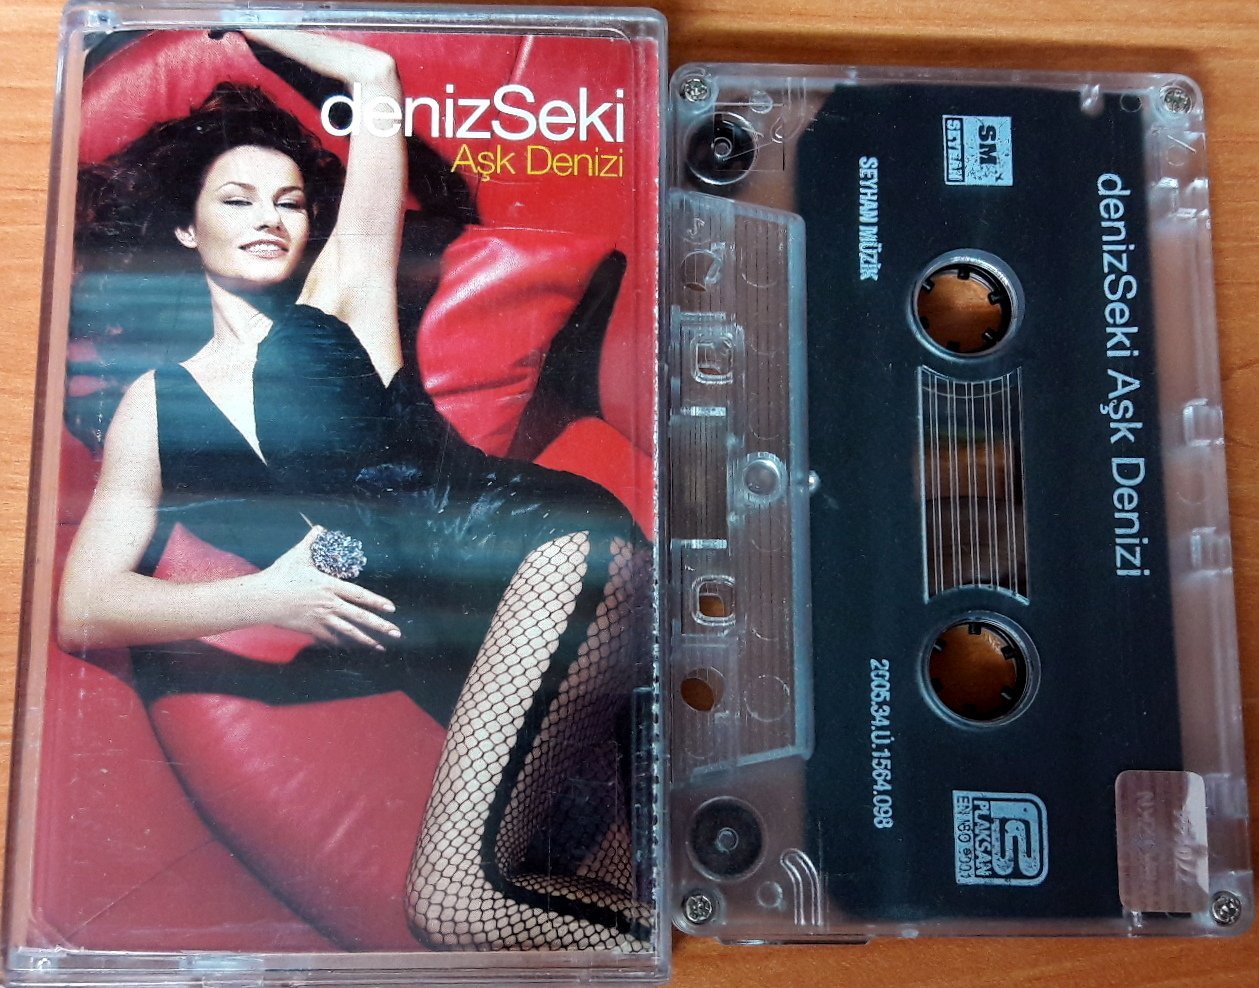 denizSeki
Aşk Denizi
denizSeki Aşk Denizi
SM
SEYHAN
SEYHAN MÜZİK
2005.34.Ü.1564.098
PLAKSAN